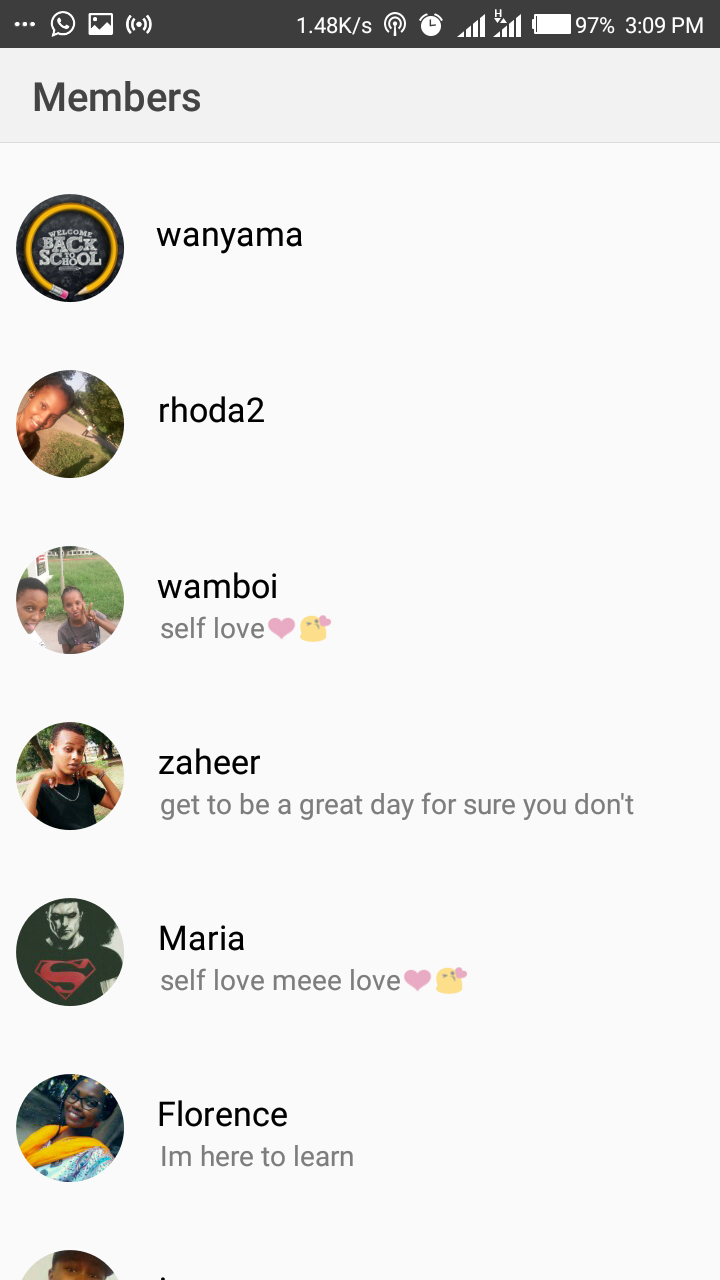 1.48K/s H 97% 3:09 PM
Members
WELCOME
BACK
TO
SCHOOL
wanyama
rhoda2
wamboi
self love❤😘
zaheer
get to be a great day for sure you don't
Maria
self love meee love❤😘
S
Florence
Im here to learn